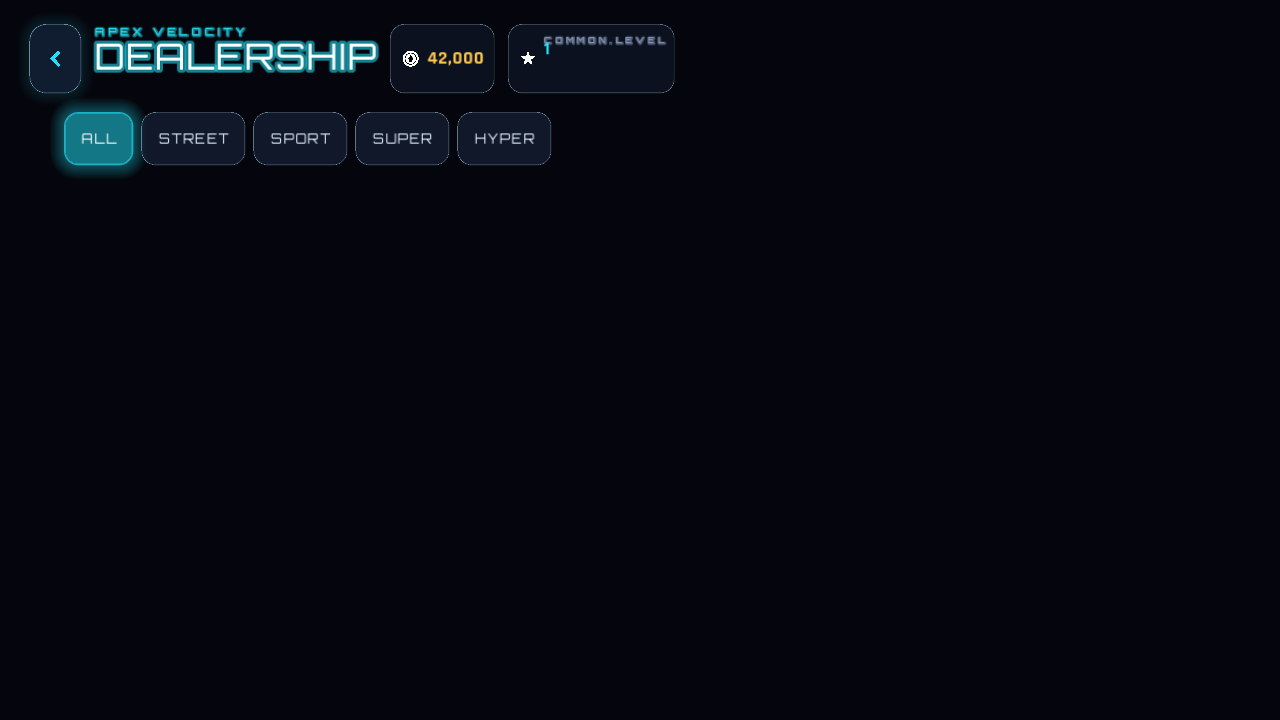 APEX VELOCITY
DEALERSHIP
42,000
COMMON.LEVEL
1
ALL
STREET
SPORT
SUPER
HYPER